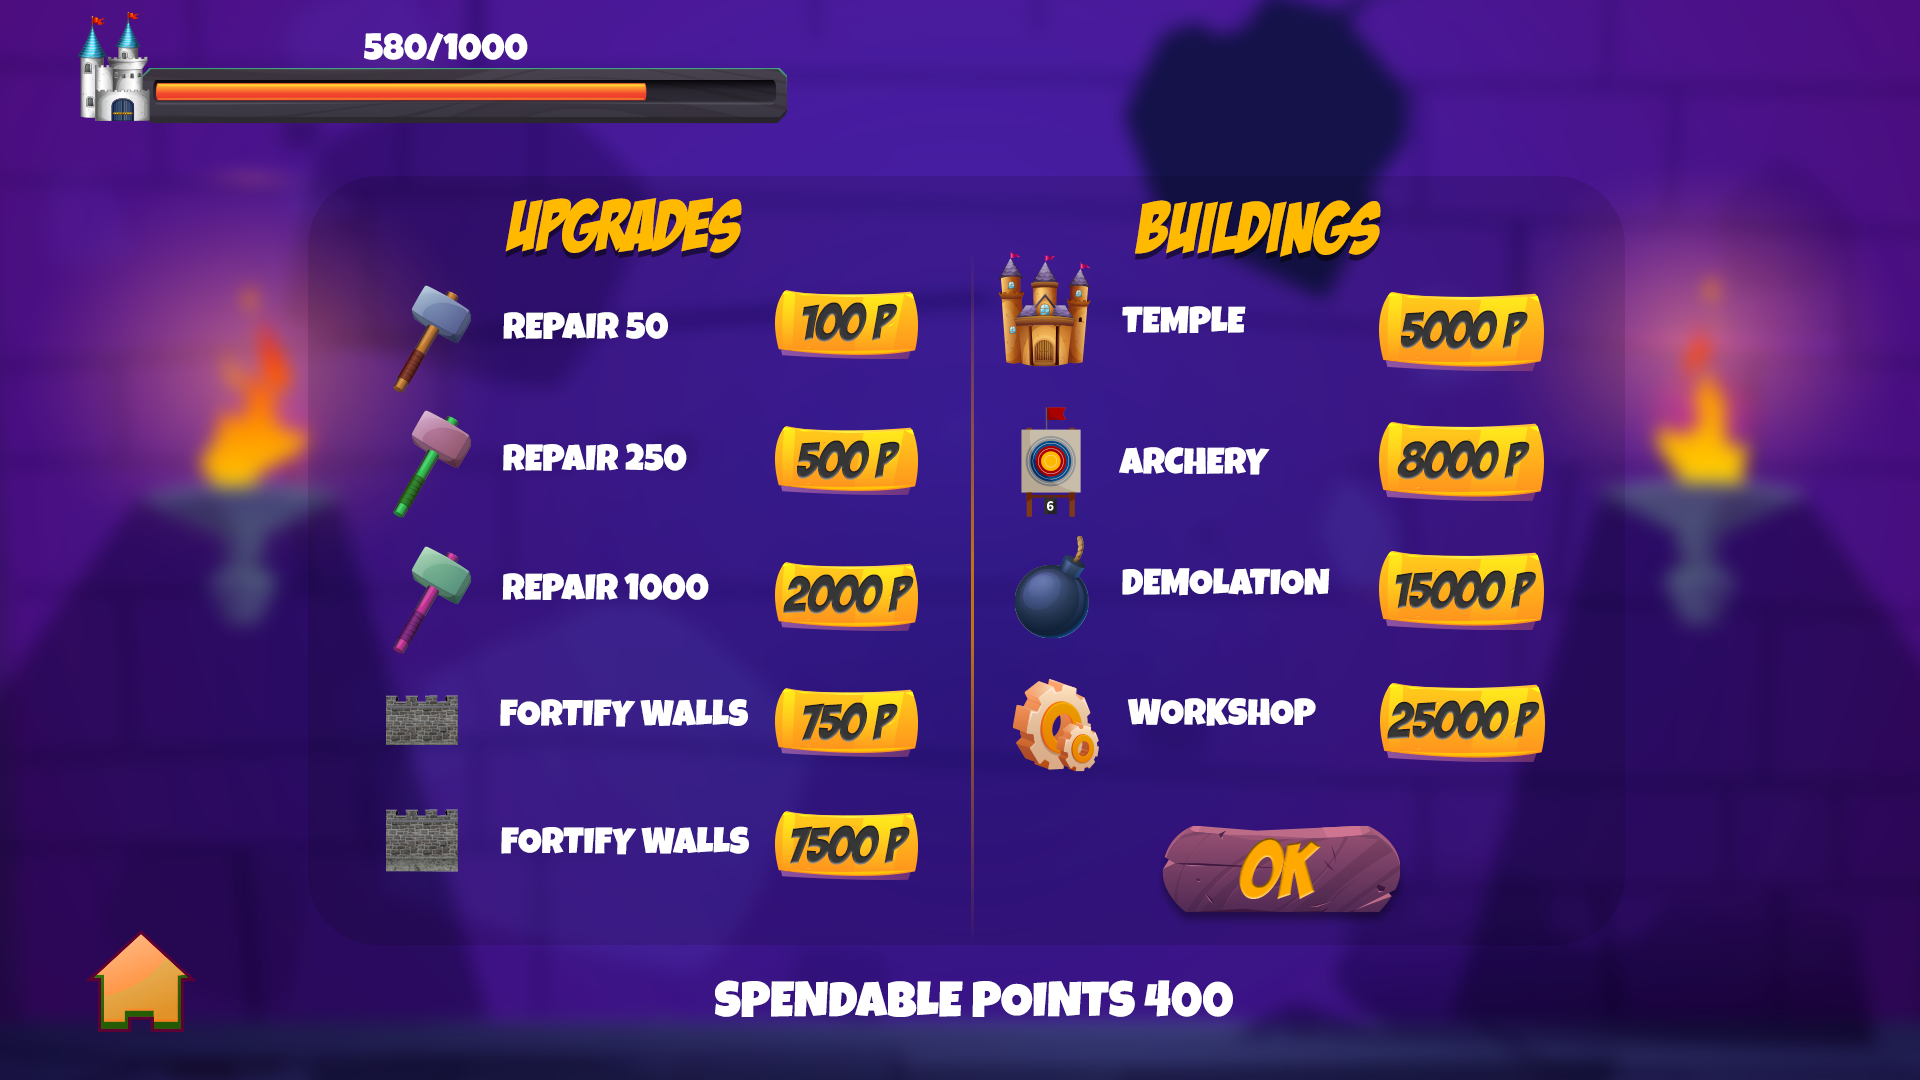 580/1000
UPGRADES
REPAIR 50 100 P
REPAIR 250 500 P
REPAIR 1000 2000 P
FORTIFY WALLS 750 P
FORTIFY WALLS 7500 P
BUILDINGS
TEMPLE 5000 P
ARCHERY 8000 P
6
DEMOLATION 15000 P
WORKSHOP 25000 P
OK
SPENDABLE POINTS 400